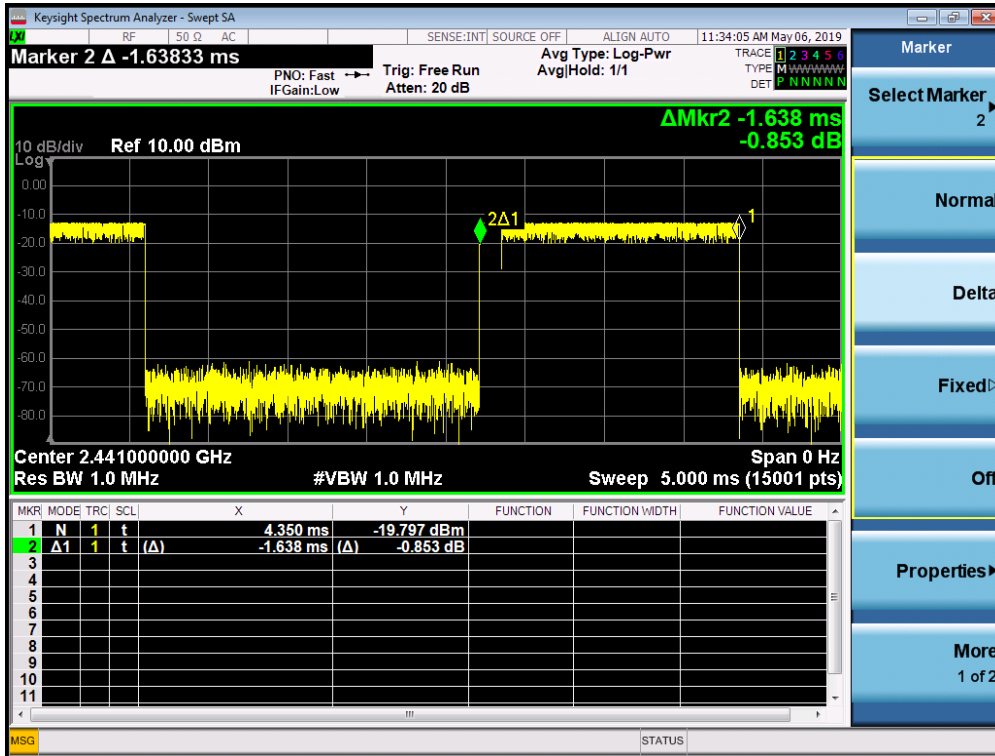 Keysight Spectrum Analyzer - Swept SA
LXI RF 50 Ω AC SENSE:INT SOURCE OFF ALIGN AUTO 11:34:05 AM May 06, 2019
Marker 2 Δ -1.63833 ms
PNO: Fast
IFGain:Low
Trig: Free Run
Atten: 20 dB
Avg Type: Log-Pwr
Avg|Hold: 1/1
TRACE 1 2 3 4 5 6
TYPE M W W W W W
DET P N N N N N
ΔMkr2 -1.638 ms
-0.853 dB
10 dB/div Ref 10.00 dBm
Log
0.00
-10.0
-20.0
-30.0
-40.0
-50.0
-60.0
-70.0
-80.0
2Δ1
1
Center 2.441000000 GHz Span 0 Hz
Res BW 1.0 MHz #VBW 1.0 MHz Sweep 5.000 ms (15001 pts)
MKR MODE TRC SCL X Y FUNCTION FUNCTION WIDTH FUNCTION VALUE
1 N 1 t 4.350 ms -19.797 dBm
2 Δ1 1 t (Δ) -1.638 ms (Δ) -0.853 dB
3
4
5
6
7
8
9
10
11
MSG STATUS
Marker
Select Marker
2
Normal
Delta
Fixed
Off
Properties
More
1 of 2